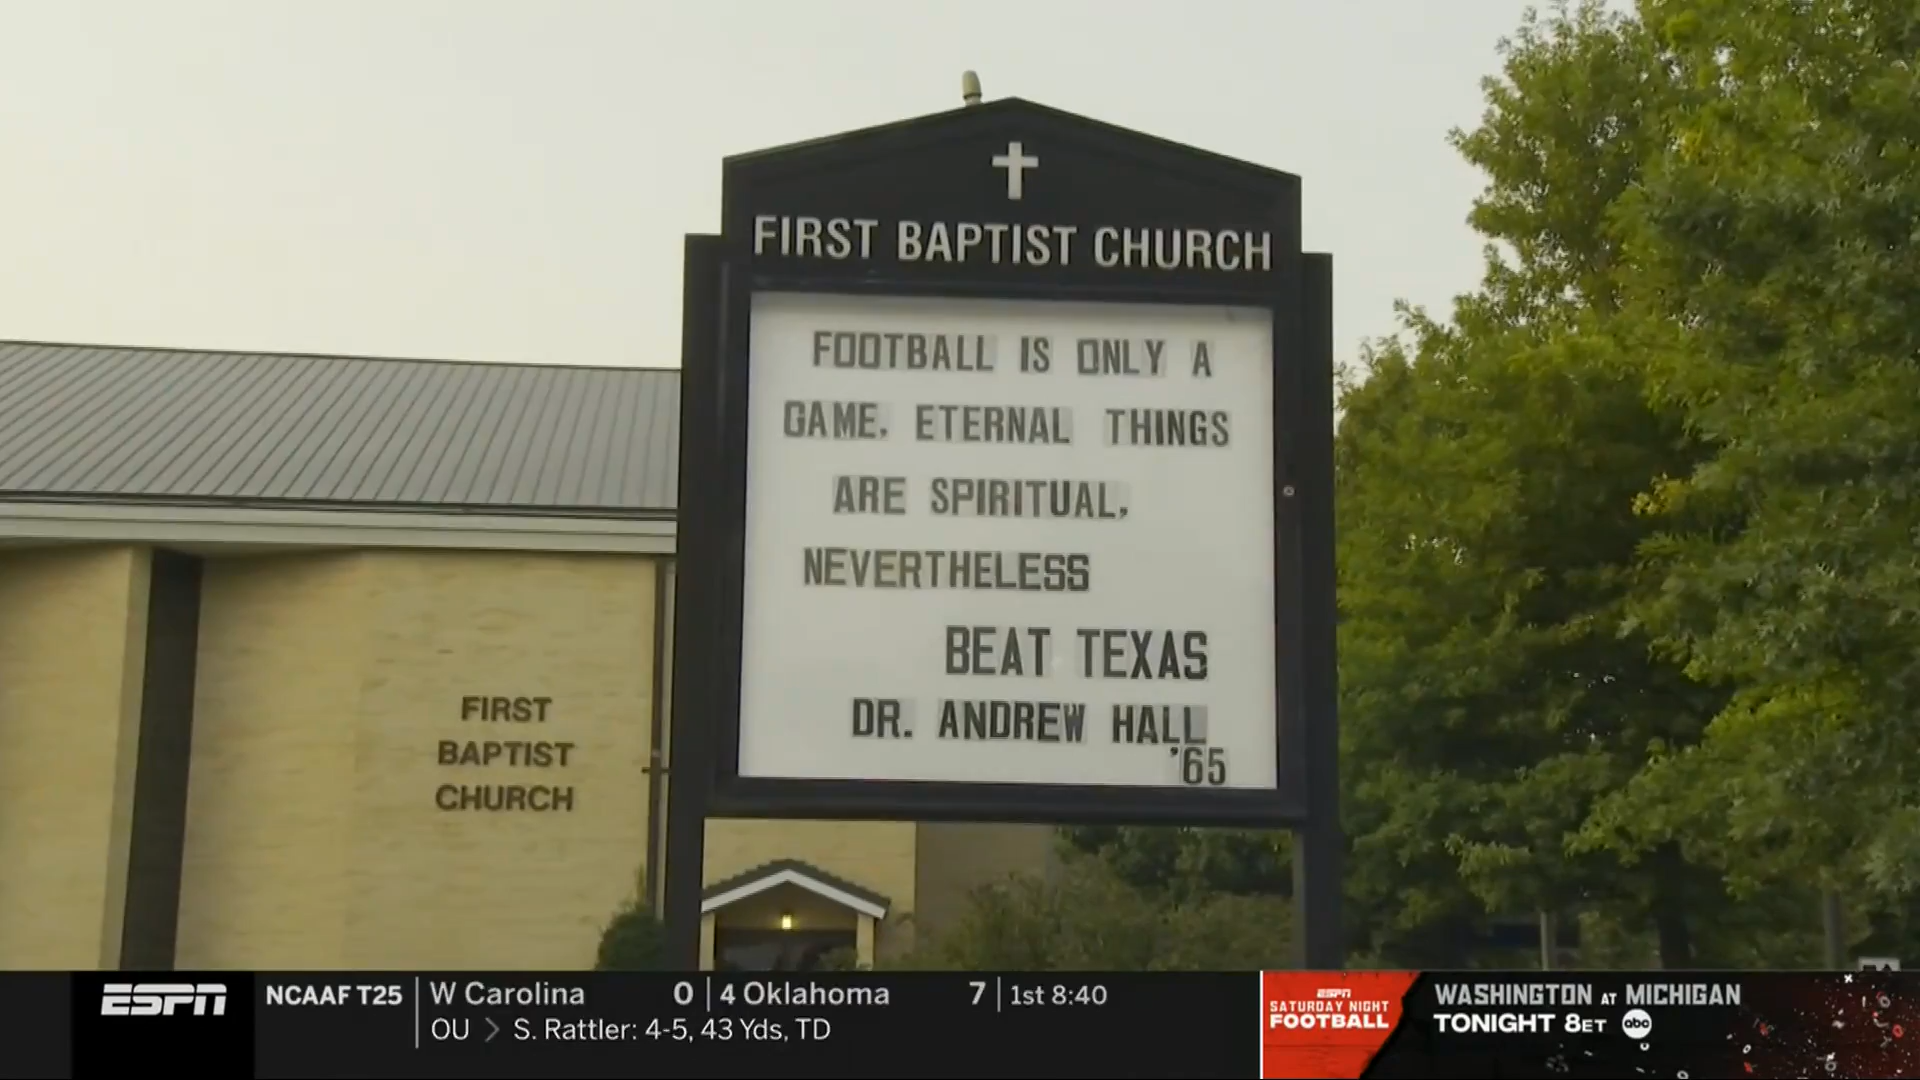 FIRST BAPTIST CHURCH
FOOTBALL IS ONLY A
GAME. ETERNAL THINGS
ARE SPIRITUAL,
NEVERTHELESS
BEAT TEXAS
DR. ANDREW HALL
'65
FIRST
BAPTIST
CHURCH
ESPN
NCAAF T25
W Carolina 0
4 Oklahoma 7
1st 8:40
OU > S. Rattler: 4-5, 43 Yds, TD
ESPN
SATURDAY NIGHT
FOOTBALL
WASHINGTON AT MICHIGAN
TONIGHT 8ET abc